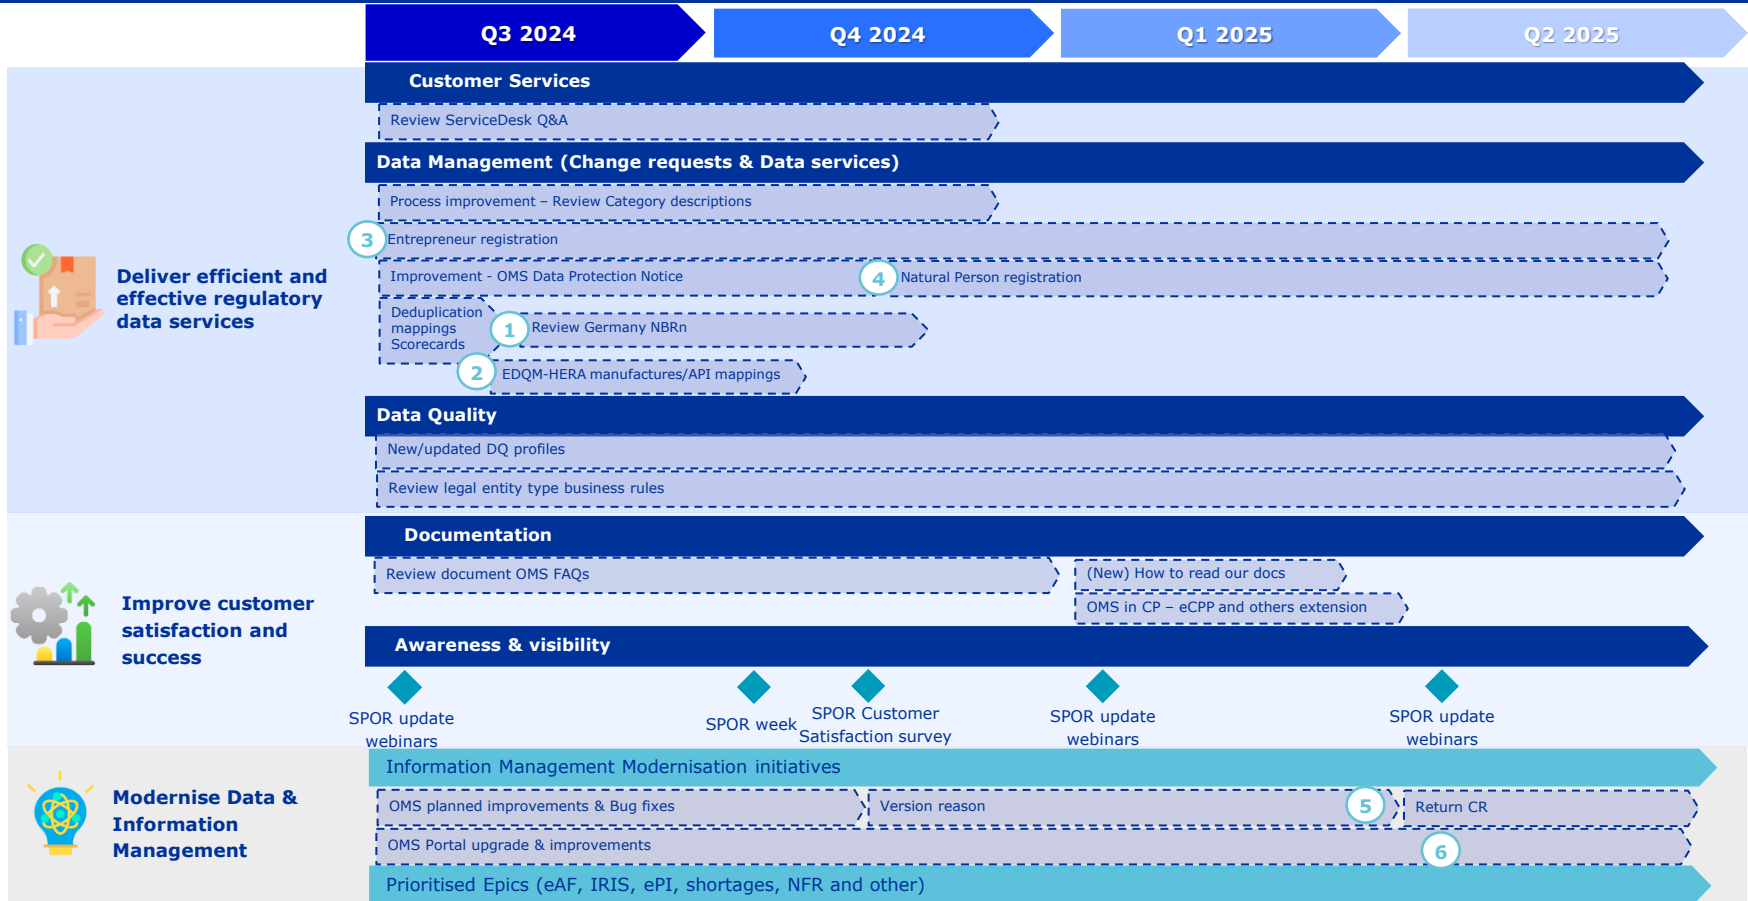 Q3 2024
Q4 2024
Q1 2025
Q2 2025
Deliver efficient and
effective regulatory
data services
Customer Services
Review ServiceDesk Q&A
Data Management (Change requests & Data services)
Process improvement – Review Category descriptions
3
Entrepreneur registration
Improvement - OMS Data Protection Notice
4
Natural Person registration
Deduplication
mappings
Scorecards
1
Review Germany NBRn
2
EDQM-HERA manufactures/API mappings
Data Quality
New/updated DQ profiles
Review legal entity type business rules
Improve customer
satisfaction and
success
Documentation
Review document OMS FAQs
(New) How to read our docs
OMS in CP – eCPP and others extension
Awareness & visibility
SPOR update
webinars
SPOR week
SPOR Customer
Satisfaction survey
SPOR update
webinars
SPOR update
webinars
Modernise Data &
Information
Management
Information Management Modernisation initiatives
OMS planned improvements & Bug fixes
Version reason
5
Return CR
OMS Portal upgrade & improvements
6
Prioritised Epics (eAF, IRIS, ePI, shortages, NFR and other)